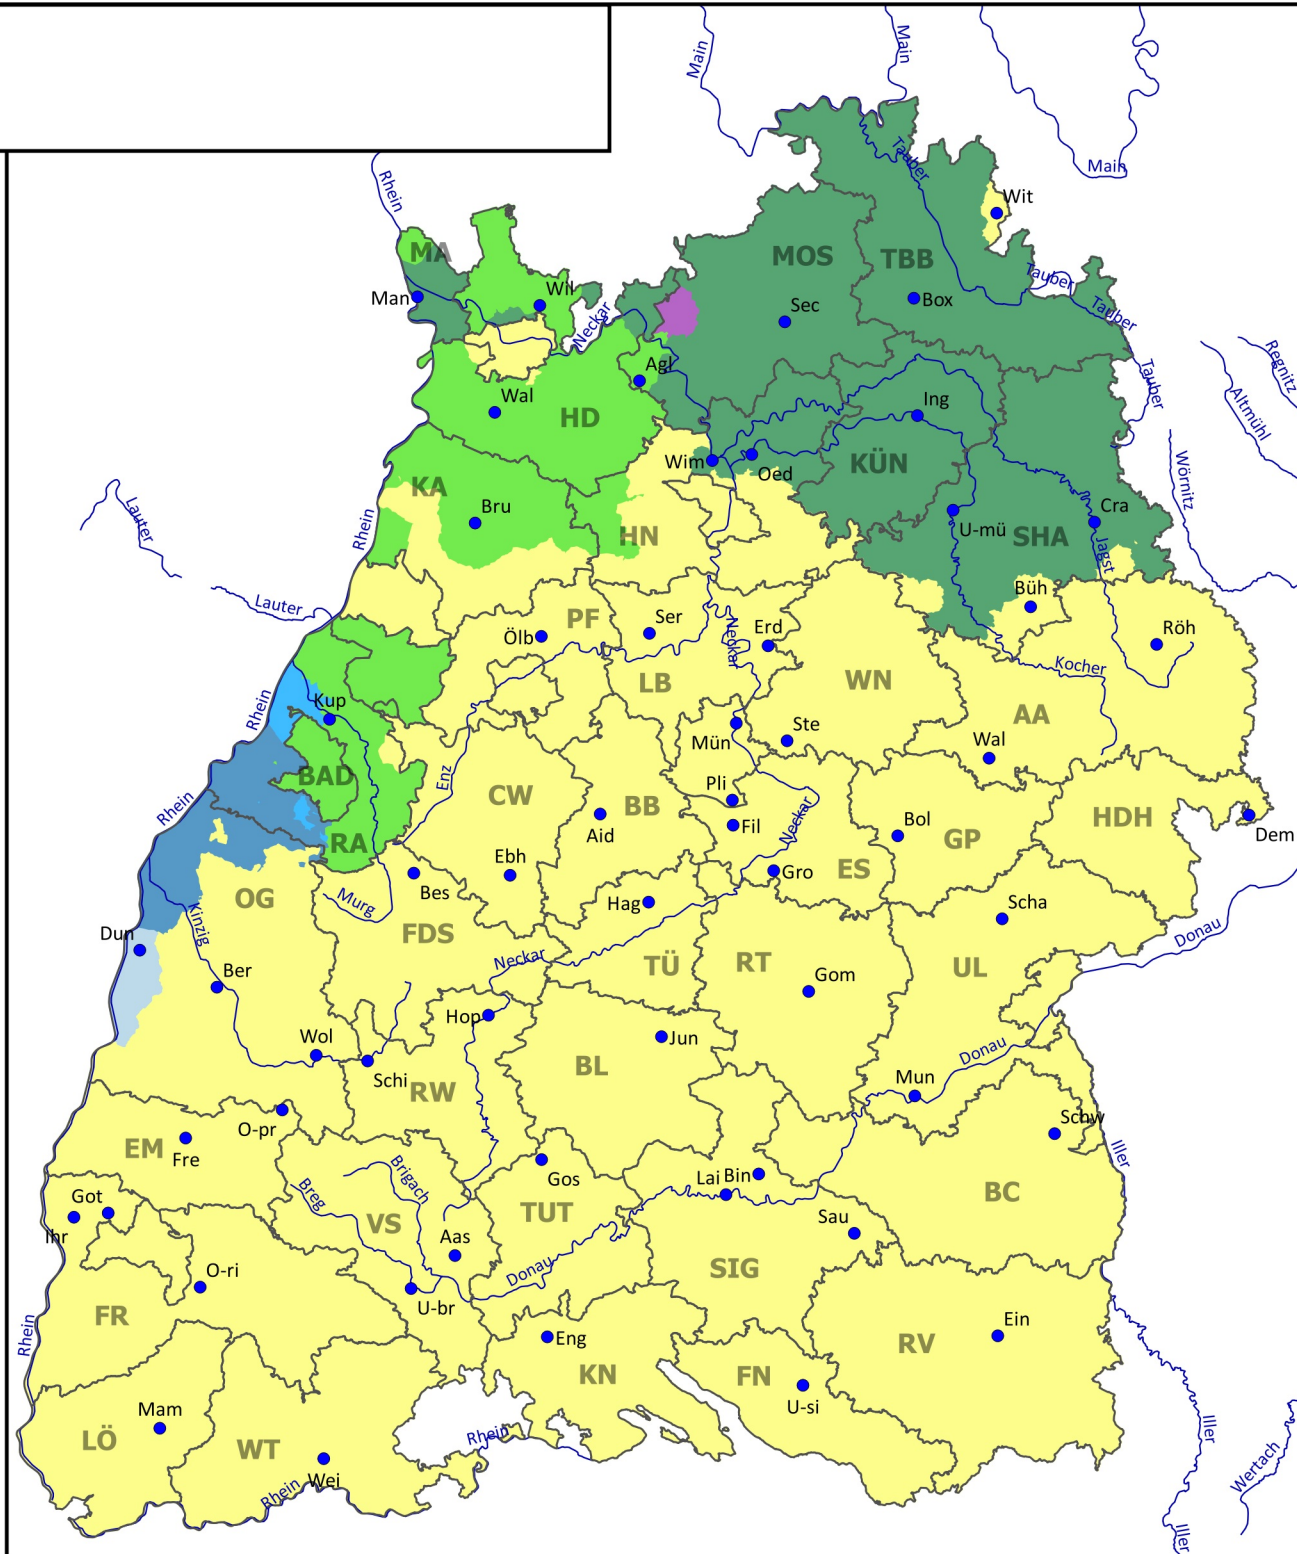 Main
Main
Main
Rhein
Tauber
Wit
MA
MOS
TBB
Tauber
Man
Wil
Sec
Box
Neckar
Tauber
Regnitz
Agl
Tauber
Altmühl
Wal
HD
Ing
Wim
Oed
KÜN
Wörnitz
KA
Bru
Lauter
Rhein
HN
U-mü
SHA
Cra
Jagst
Lauter
PF
Ser
Büh
Ölb
Neckar
Erd
Röh
LB
WN
Kocher
Rhein
Kup
AA
Mün
Ste
Wal
BAD
Enz
CW
Pli
BB
Rhein
Neckar
HDH
Aid
Fil
Bol
GP
Dem
RA
Ebh
Gro
ES
Bes
OG
Murg
Hag
Scha
Kinzig
Dun
FDS
Donau
Neckar
TÜ
RT
UL
Ber
Gom
Hop
Wol
Jun
Donau
Schi
BL
RW
Mun
O-pr
Schw
EM
Fre
Iller
Breg
Brigach
Gos
Lai
Bin
BC
Got
TUT
VS
Sau
Ihr
Aas
O-ri
Donau
SIG
U-br
FR
Rhein
Eng
Ein
RV
KN
FN
U-si
Mam
LÖ
WT
Rhein
Iller
Wei
Rhein
Wertach
Iller